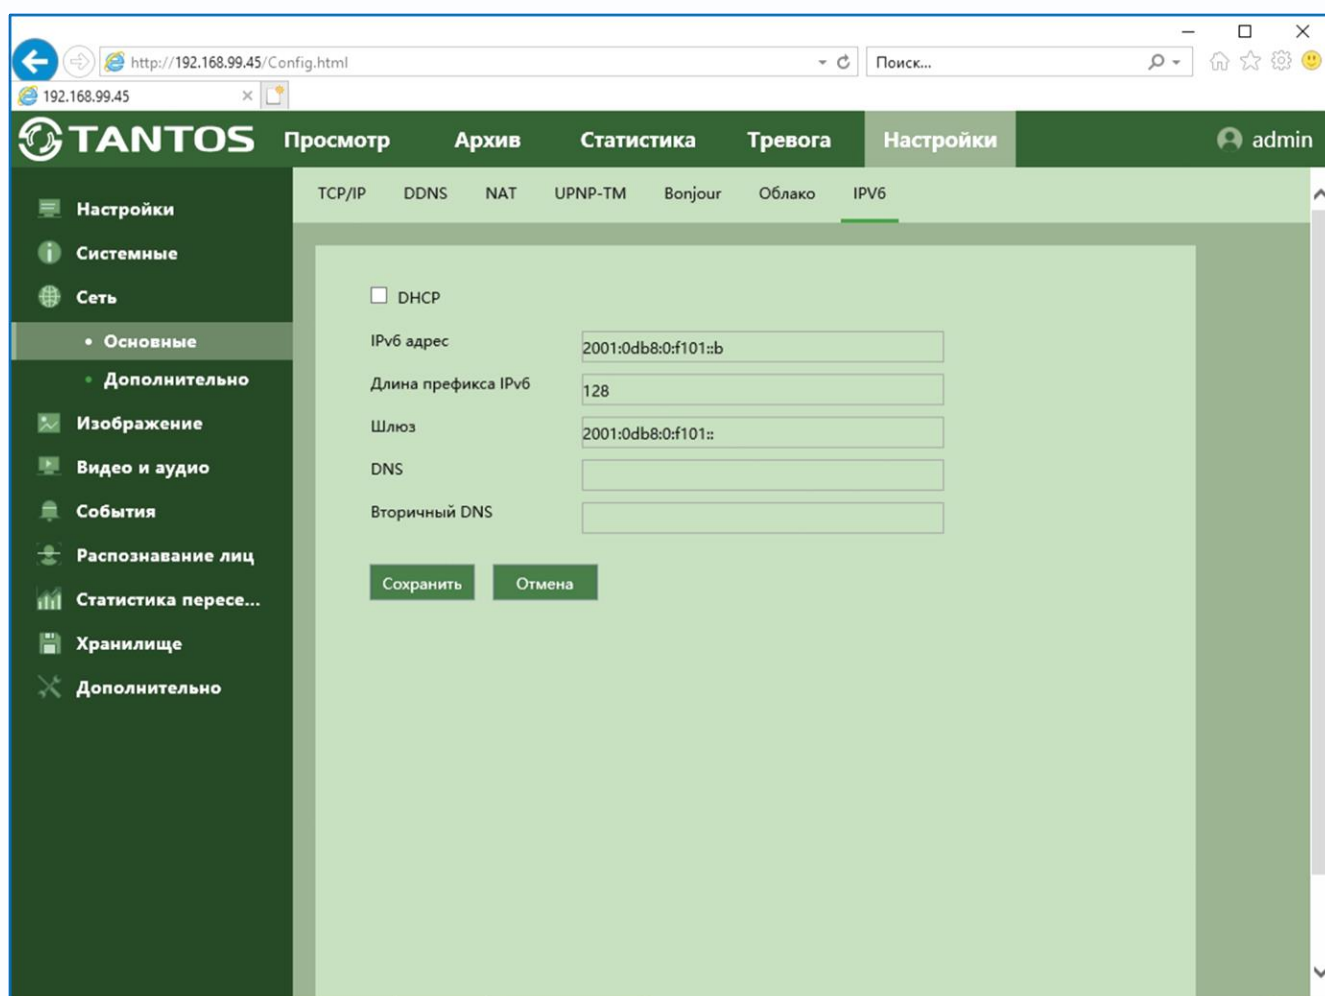 http://192.168.99.45/Config.html
Поиск...
192.168.99.45
TANTOS
Просмотр
Архив
Статистика
Тревога
Настройки
admin
TCP/IP
DDNS
NAT
UPNP-TM
Bonjour
Облако
IPV6
Настройки
Системные
Сеть
Основные
Дополнительно
Изображение
Видео и аудио
События
Распознавание лиц
Статистика пересе...
Хранилище
Дополнительно
DHCP
IPv6 адрес
2001:0db8:0:f101::b
Длина префикса IPv6
128
Шлюз
2001:0db8:0:f101::
DNS
Вторичный DNS
Сохранить
Отмена